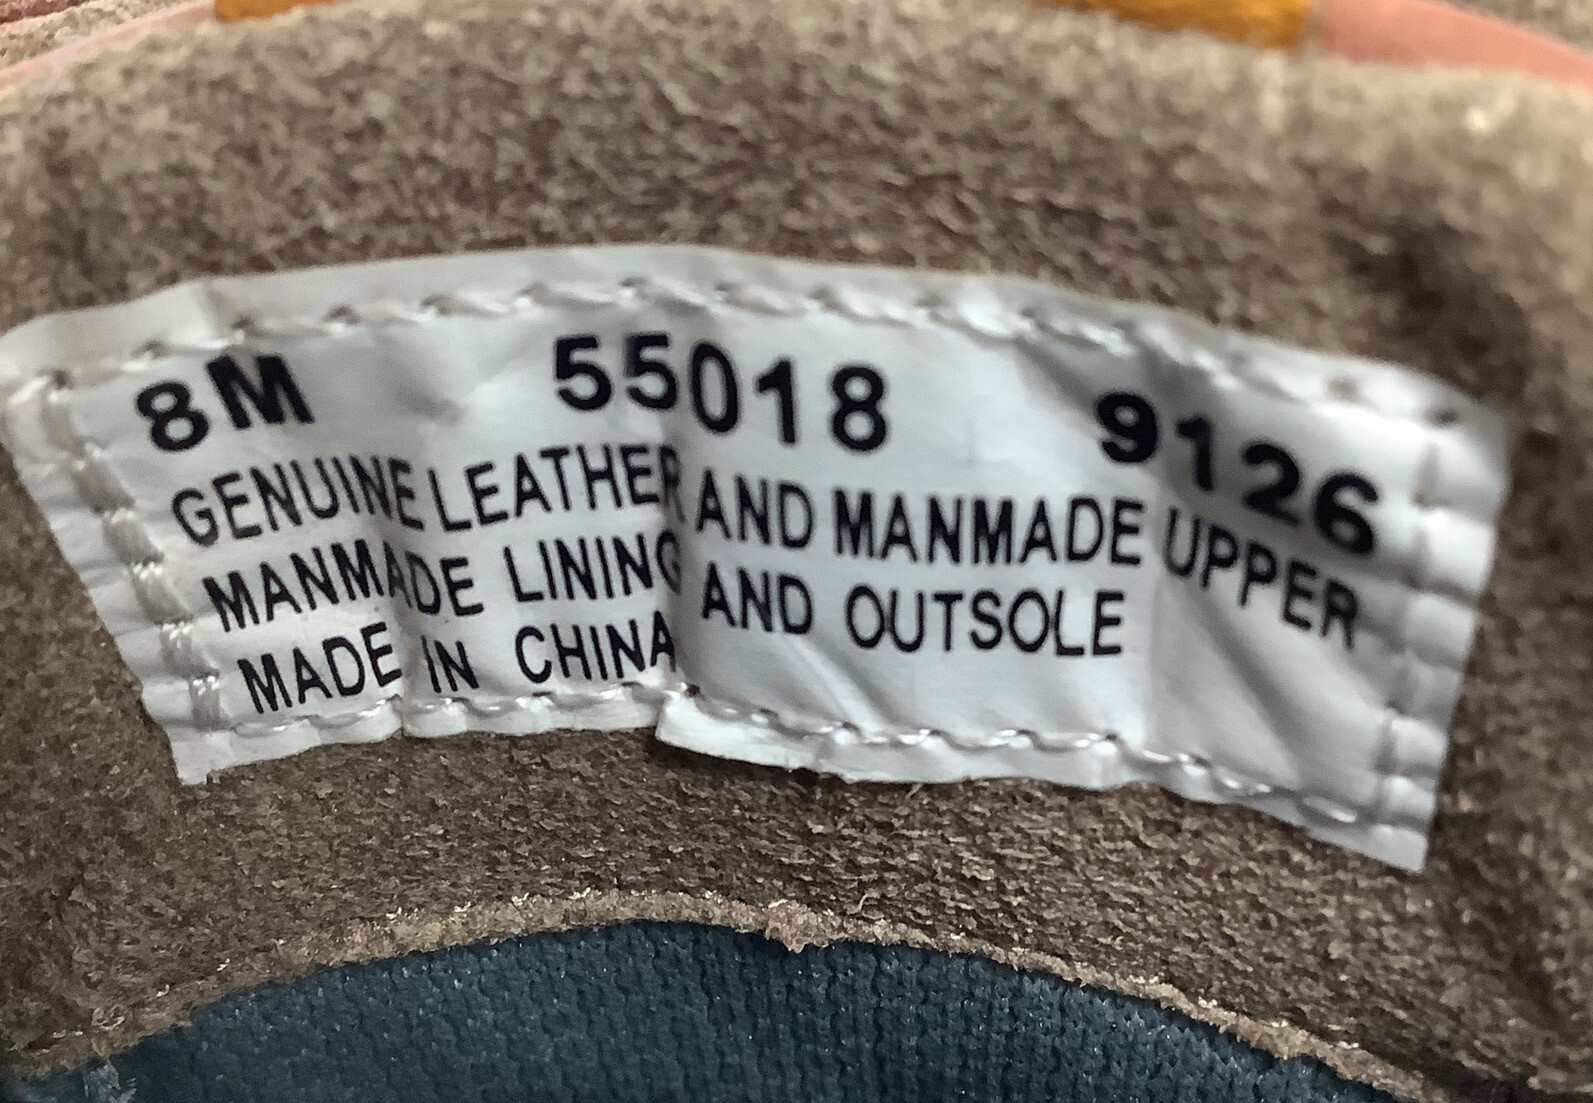 8M 55018 9126
GENUINE LEATHER AND MANMADE UPPER
MANMADE LINING AND OUTSOLE
MADE IN CHINA